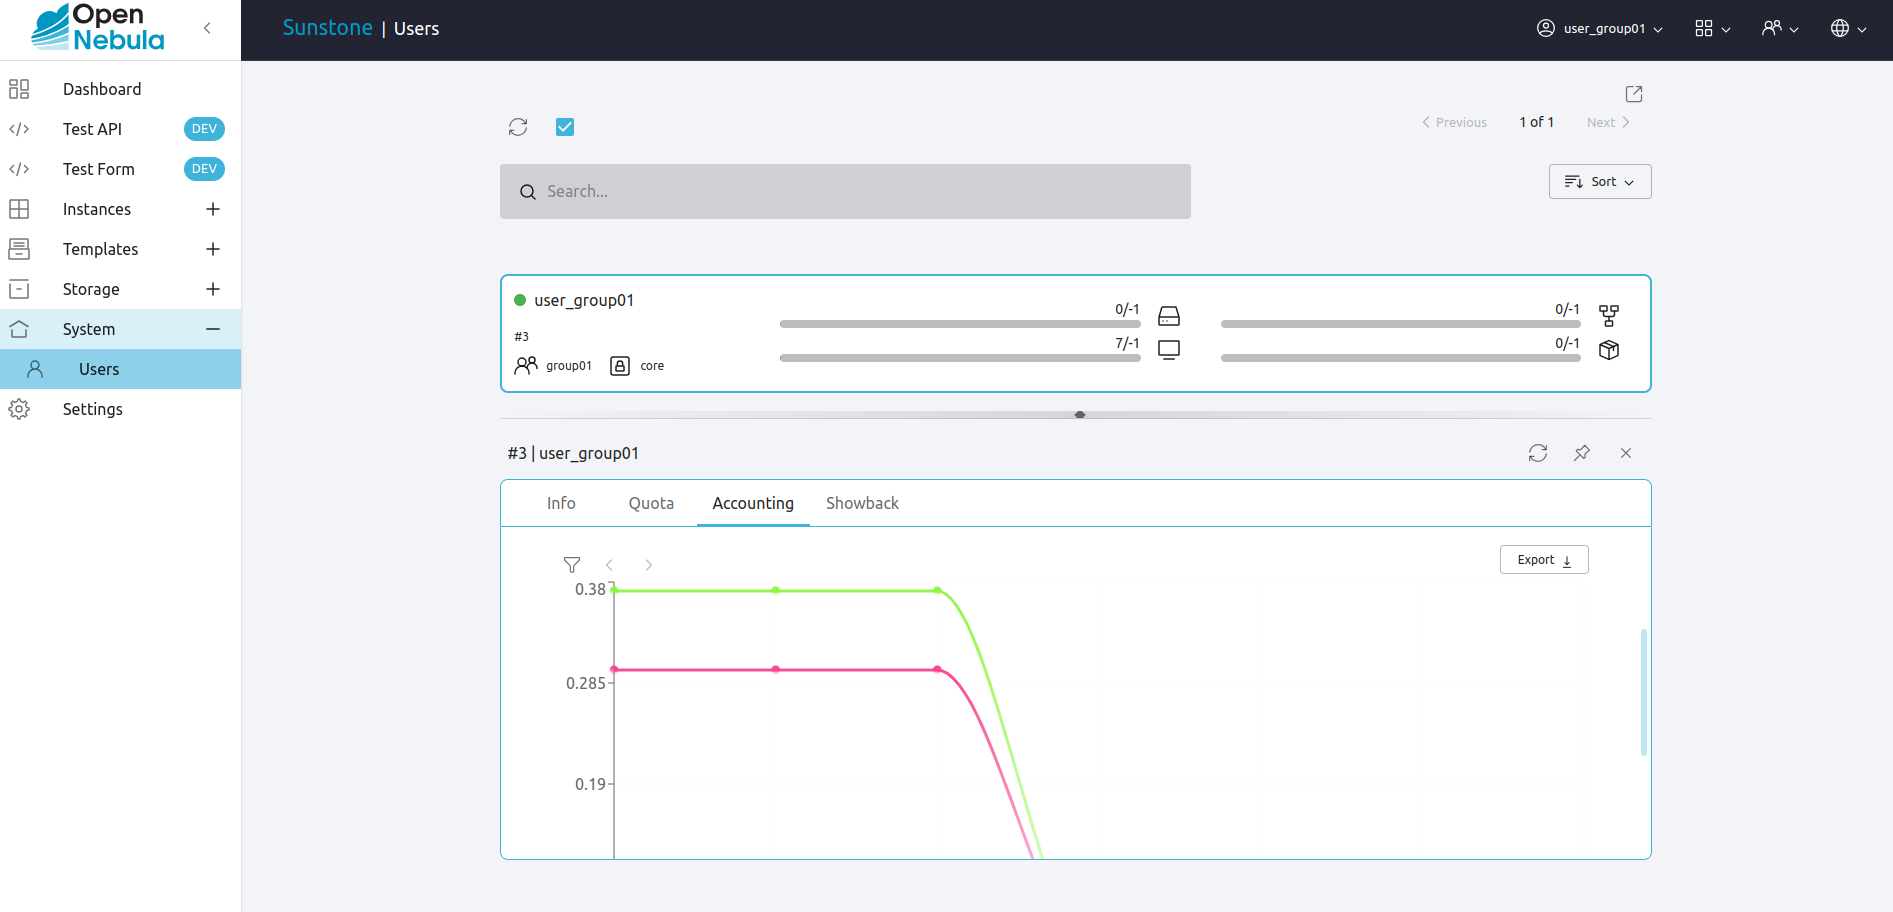 Open
Nebula
Sunstone | Users
user_group01
Dashboard
Test API DEV
Test Form DEV
Instances
Templates
Storage
System
Users
Settings
Previous 1 of 1 Next
Search...
Sort
user_group01
#3
group01 core
0/-1
7/-1
0/-1
0/-1
#3 | user_group01
Info Quota Accounting Showback
Export
0.38
0.285
0.19